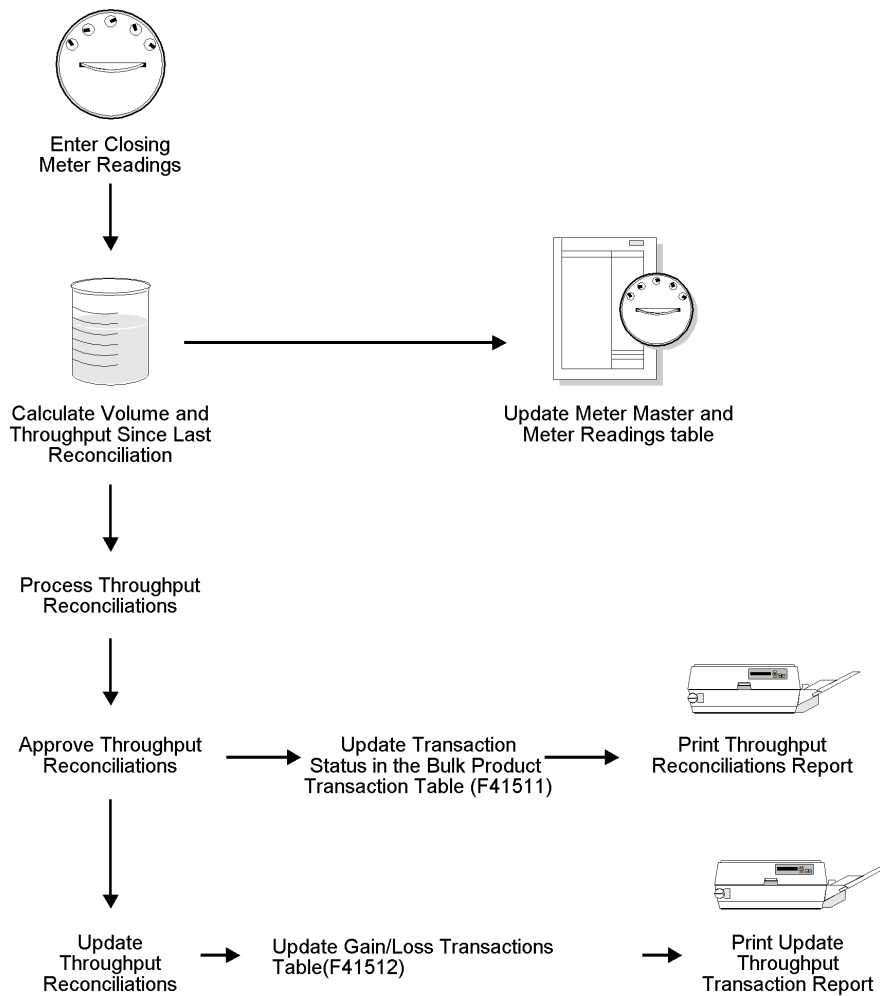 Enter Closing
Meter Readings
Calculate Volume and
Throughput Since Last
Reconciliation
Update Meter Master and
Meter Readings table
Process Throughput
Reconciliations
Approve Throughput
Reconciliations
Update Transaction
Status in the Bulk Product
Transaction Table (F41511)
Print Throughput
Reconciliations Report
Update
Throughput
Reconciliations
Update Gain/Loss Transactions
Table(F41512)
Print Update
Throughput
Transaction Report